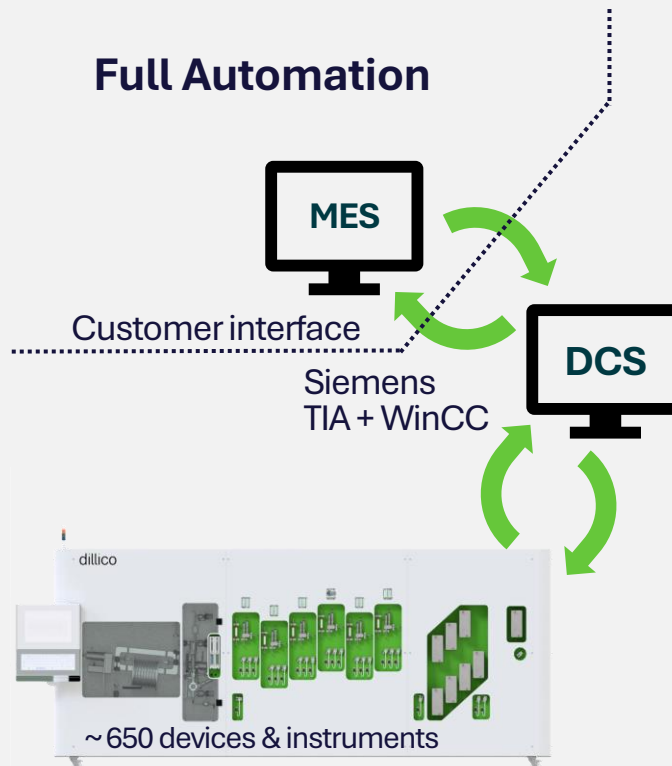 Full Automation
MES
Customer interface
DCS
Siemens
TIA + WinCC
dillico
~ 650 devices & instruments